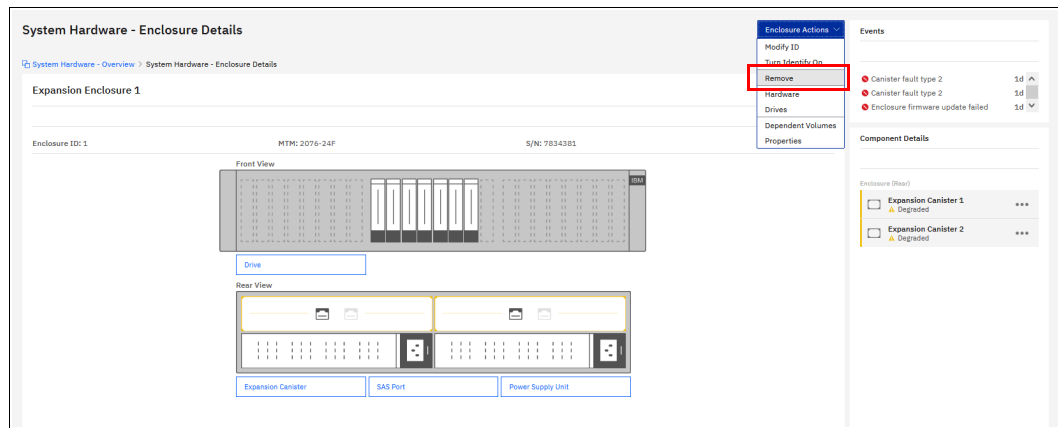 System Hardware - Enclosure Details
System Hardware - Overview > System Hardware - Enclosure Details
Expansion Enclosure 1
Enclosure ID: 1
MTM: 2076-24F
S/N: 7834381
Front View
IBM
Drive
Rear View
Expansion Canister
SAS Port
Power Supply Unit
Enclosure Actions
Modify ID
Turn Identify On
Remove
Hardware
Drives
Dependent Volumes
Properties
Events
Canister fault type 2 1d
Canister fault type 2 1d
Enclosure firmware update failed 1d
Component Details
Enclosure (Rear)
Expansion Canister 1
Degraded
Expansion Canister 2
Degraded